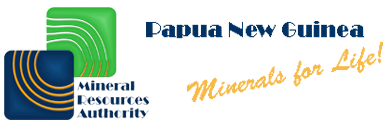 Papua New Guinea
Minerals for Life!
Mineral
Resources
Authority